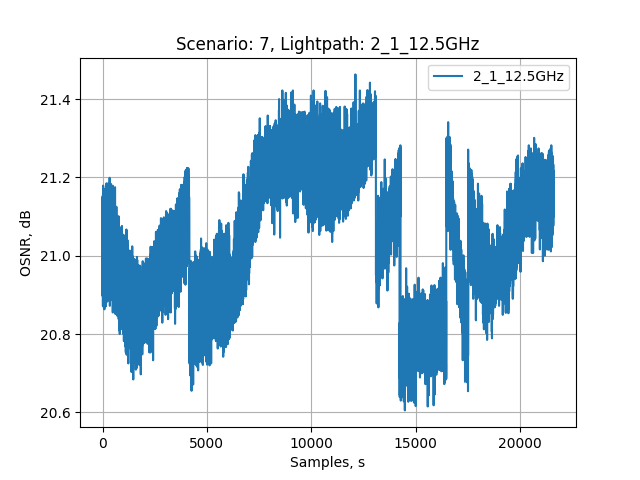 Scenario: 7, Lightpath: 2_1_12.5GHz
2_1_12.5GHz
OSNR, dB
21.4
21.2
21.0
20.8
20.6
0 5000 10000 15000 20000
Samples, s